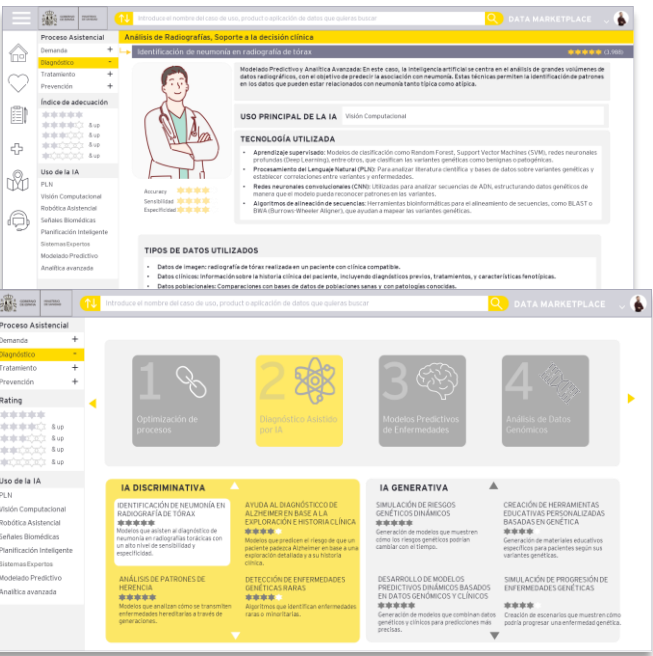 Introduce el nombre del caso de uso, product o aplicación de datos que quieras buscar
DATA MARKETPLACE
Proceso Asistencial
Demanda +
Diagnóstico -
Tratamiento +
Prevención +
Índice de adecuación
& up
& up
& up
& up
Uso de la IA
PLN
Visión Computacional
Robótica Asistencial
Señales Biomédicas
Planificación Inteligente
Sistemas Expertos
Modelado Predictivo
Analítica avanzada
Análisis de Radiografías, Soporte a la decisión clínica
Identificación de neumonía en radiografía de tórax
(3,988)
Modelado Predictivo y Analítica Avanzada: En este caso, la inteligencia artificial se centra en el análisis de grandes volúmenes de
datos radiográficos, con el objetivo de predecir la asociación con neumonía. Estas técnicas permiten la identificación de patrones
en los datos que pueden estar relacionados con neumonía tanto típica como atípica.
USO PRINCIPAL DE LA IA Visión Computacional
TECNOLOGÍA UTILIZADA
• Aprendizaje supervisado: Modelos de clasificación como Random Forest, Support Vector Machines (SVM), redes neuronales
profundas (Deep Learning), entre otros, que clasifican las variantes genéticas como benignas o patogénicas.
• Procesamiento del Lenguaje Natural (PLN): Para analizar literatura científica y bases de datos sobre variantes genéticas y
establecer correlaciones entre variantes y enfermedades.
• Redes neuronales convolucionales (CNN): Utilizadas para analizar secuencias de ADN, estructurando datos genéticos de
manera que el modelo pueda reconocer patrones en las variantes.
• Algoritmos de alineación de secuencias: Herramientas bioinformáticas para el alineamiento de secuencias, como BLAST o
BWA (Burrows-Wheeler Aligner), que ayudan a mapear las variantes genéticas.
Accuracy
Sensibilidad
Especificidad
TIPOS DE DATOS UTILIZADOS
• Datos de imagen: radiografía de tórax realizada en un paciente con clínica compatible.
• Datos clínicos: Información sobre la historia clínica del paciente, incluyendo diagnósticos previos, tratamientos, y características fenotípicas.
• Datos poblacionales: Comparaciones con bases de datos de poblaciones sanas y con patologías conocidas.
Introduce el nombre del caso de uso, product o aplicación de datos que quieras buscar
DATA MARKETPLACE
Proceso Asistencial
Demanda +
Diagnóstico -
Tratamiento +
Prevención +
Rating
& up
& up
& up
& up
Uso de la IA
PLN
Visión Computacional
Robótica Asistencial
Señales Biomédicas
Planificación Inteligente
Sistemas Expertos
Modelado Predictivo
Analítica avanzada
1
Optimización de
procesos
2
Diagnóstico Asistido
por IA
3
Modelos Predictivos
de Enfermedades
4
Análisis de Datos
Genómicos
IA DISCRIMINATIVA
IDENTIFICACIÓN DE NEUMONÍA EN
RADIOGRAFÍA DE TÓRAX
Modelos que asisten al diagnóstico de
neumonía en radiografías torácicas con
un alto nivel de sensibilidad y
especificidad.
AYUDA AL DIAGNÓSTICCO DE
ALZHEIMER EN BASE A LA
EXPLORACIÓN E HISTORIA CLÍNICA
Modelos que predicen el riesgo de que un
paciente padezca Alzheimer en base a una
exploración detallada y a su historia
clínica.
ANÁLISIS DE PATRONES DE
HERENCIA
Modelos que analizan cómo se transmiten
enfermedades hereditarias a través de
generaciones.
DETECCIÓN DE ENFERMEDADES
GENÉTICAS RARAS
Algoritmos que identifican enfermedades
raras o minoritarias.
IA GENERATIVA
SIMULACIÓN DE RIESGOS
GENÉTICOS DINÁMICOS
Generación de modelos que muestren
cómo los riesgos genéticos podrían
cambiar con el tiempo.
CREACIÓN DE HERRAMIENTAS
EDUCATIVAS PERSONALIZADAS
BASADAS EN GENÉTICA
Generación de materiales educativos
específicos para pacientes según sus
variantes genéticas.
DESARROLLO DE MODELOS
PREDICTIVOS DINÁMICOS BASADOS
EN DATOS GENÓMICOS Y CLÍNICOS
Generación de modelos que combinan datos
genéticos y clínicos para predicciones más
precisas.
SIMULACIÓN DE PROGRESIÓN DE
ENFERMEDADES GENÉTICAS
Creación de escenarios que muestren cómo
podría progresar una enfermedad genética.